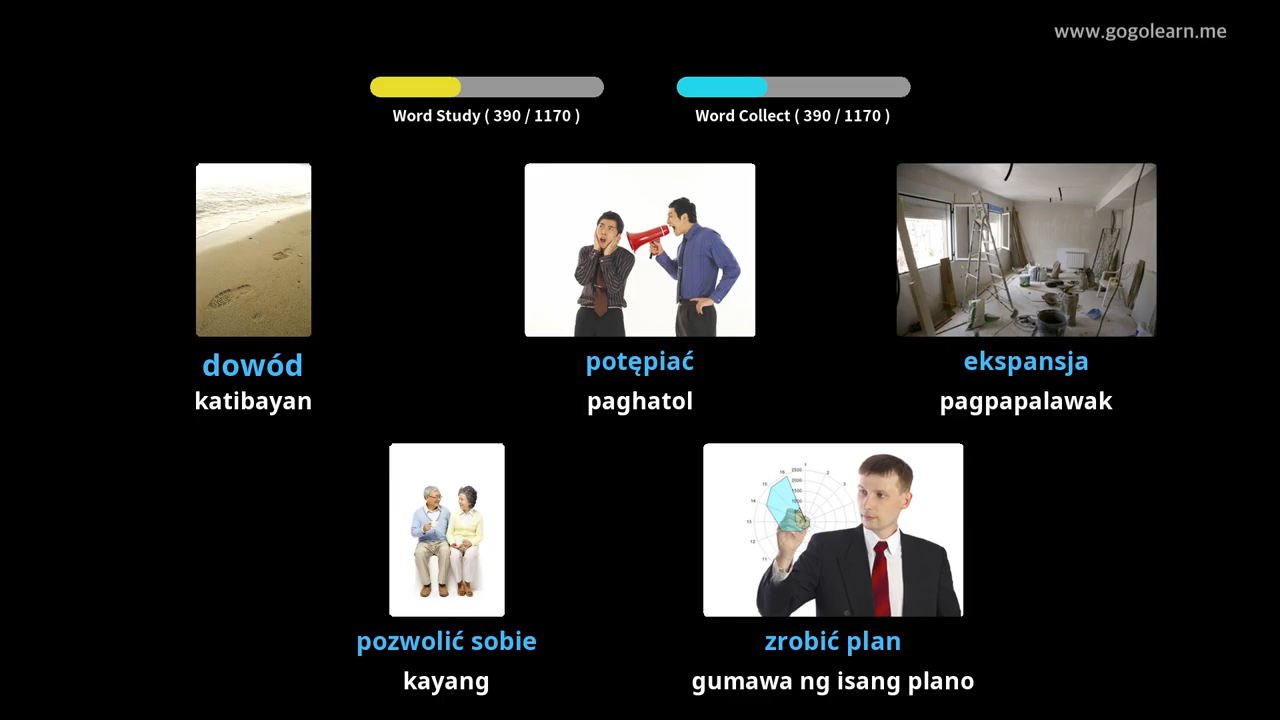 www.gogolearn.me
Word Study ( 390 / 1170 )
Word Collect ( 390 / 1170 )
dowód
katibayan
potępiać
paghatol
ekspansja
pagpapalawak
pozwolić sobie
kayang
zrobić plan
gumawa ng isang plano